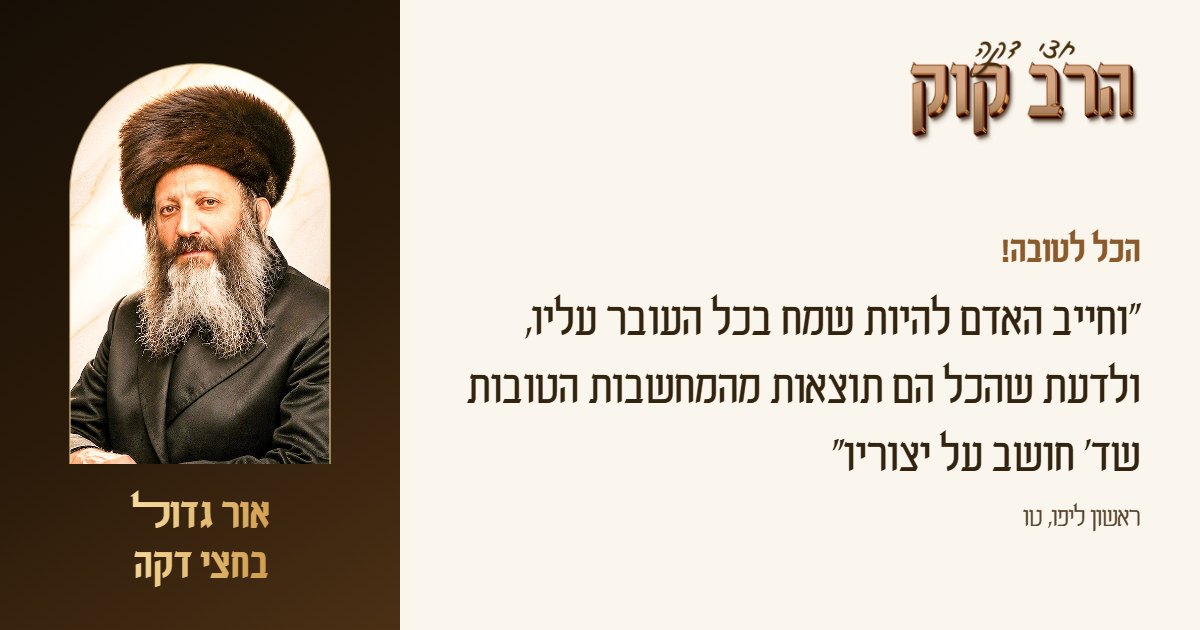 חצי דקה
הרב קוק
הכל לטובה!
"וחייב האדם להיות שמח בכל העובר עליו,
ולדעת שהכל הם תוצאות מהמחשבות הטובות
שד' חושב על יצוריו"
ראשון ליפו, טו
אור גדול
בחצי דקה